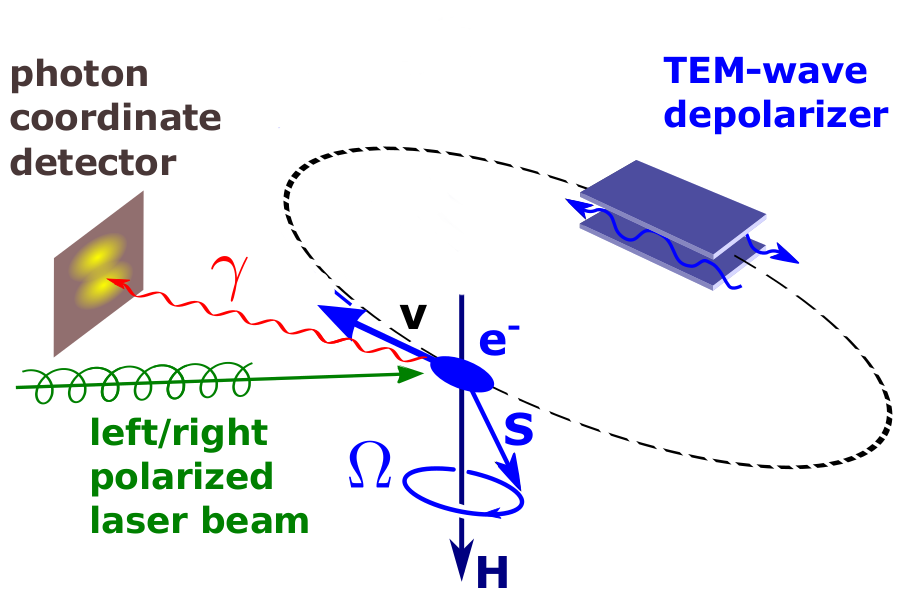 photon
coordinate
detector
TEM-wave
depolarizer
γ
v
e-
S
Ω
left/right
polarized
laser beam
H